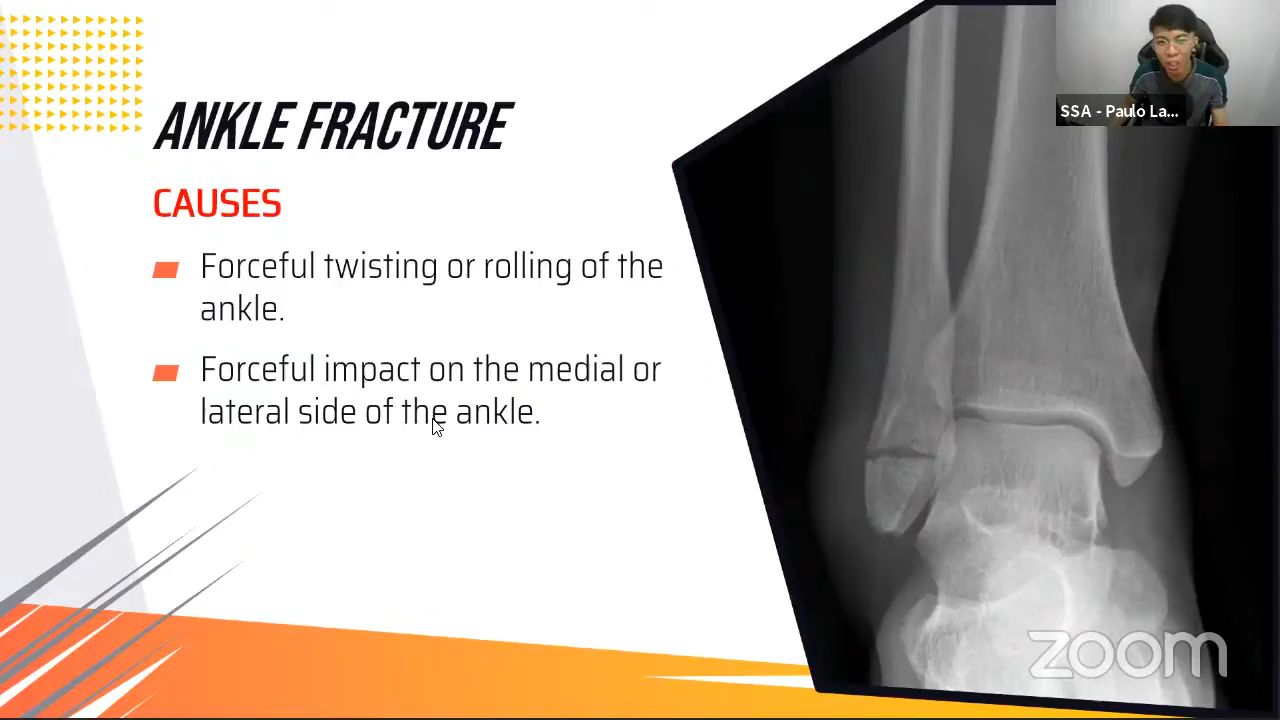 ANKLE FRACTURE
CAUSES
Forceful twisting or rolling of the
ankle.
Forceful impact on the medial or
lateral side of the ankle.
SSA - Paulo La...
zoom